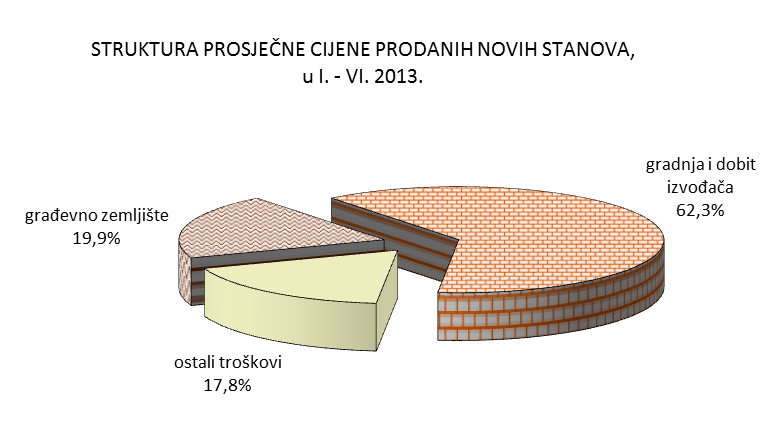 STRUKTURA PROSJEČNE CIJENE PRODANIH NOVIH STANOVA,
u I. - VI. 2013.
gradnja i dobit
izvođača
62,3%
građevno zemljište
19,9%
ostali troškovi
17,8%